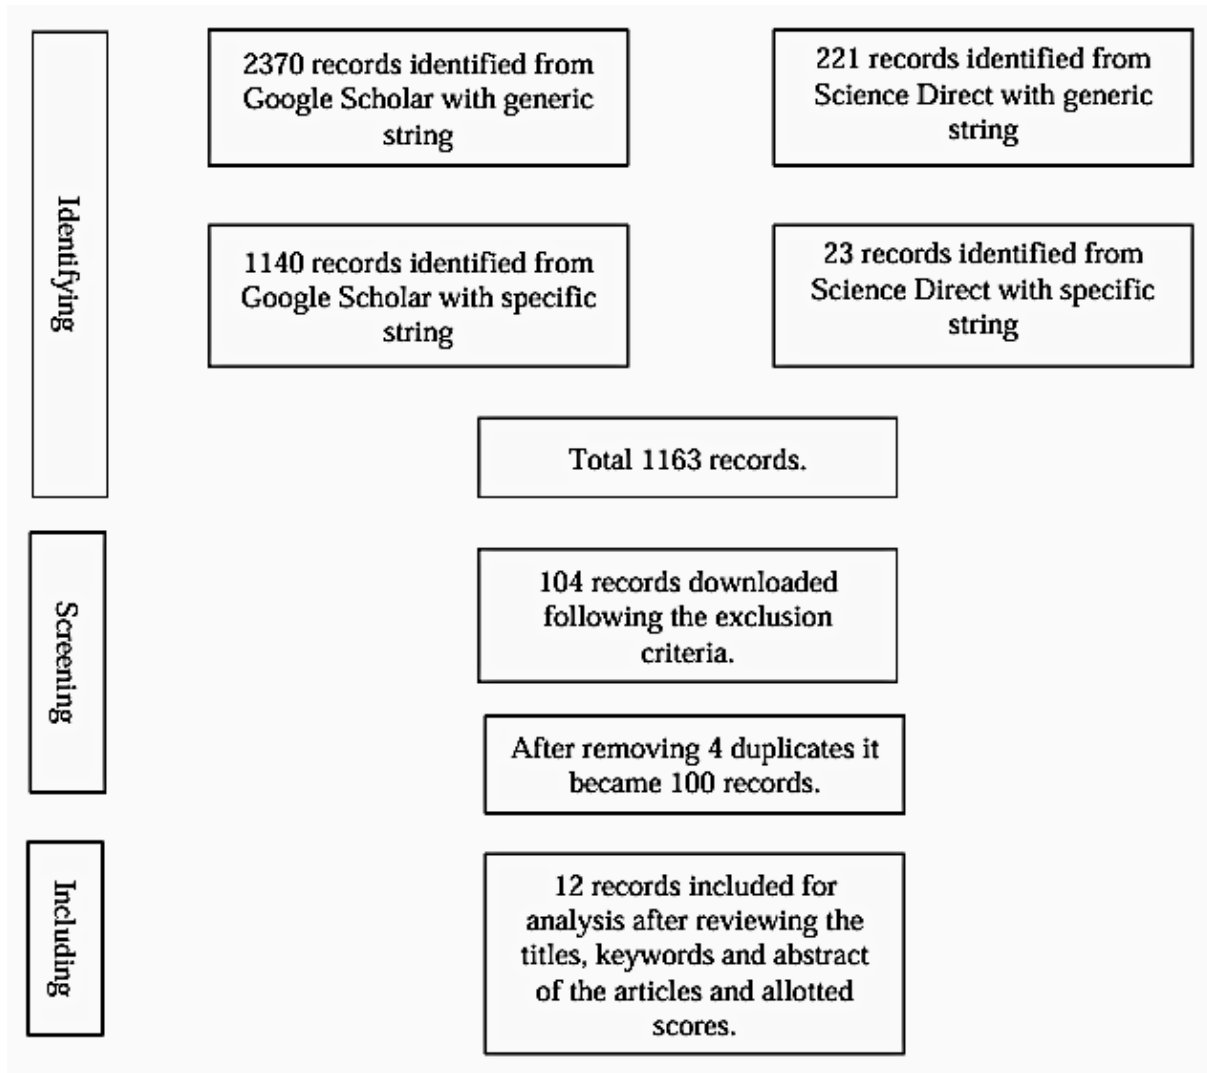 Identifying
2370 records identified from
Google Scholar with generic
string
221 records identified from
Science Direct with generic
string
1140 records identified from
Google Scholar with specific
string
23 records identified from
Science Direct with specific
string
Total 1163 records.
Screening
104 records downloaded
following the exclusion
criteria.
After removing 4 duplicates it
became 100 records.
Including
12 records included for
analysis after reviewing the
titles, keywords and abstract
of the articles and allotted
scores.